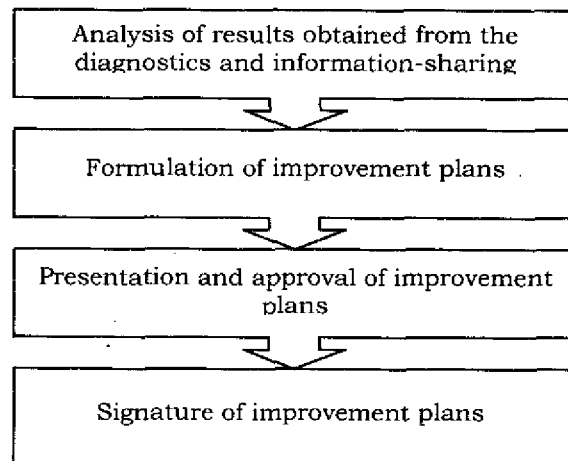 Analysis of results obtained from the
diagnostics and information-sharing
Formulation of improvement plans
Presentation and approval of improvement
plans
Signature of improvement plans